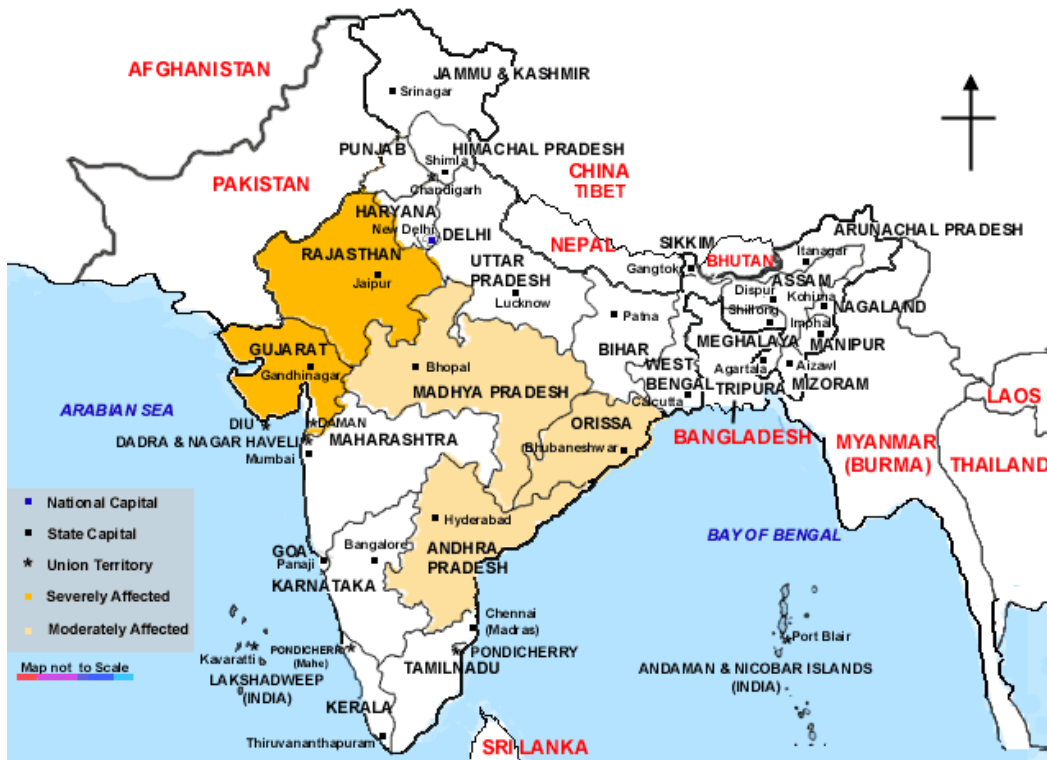 AFGHANISTAN
JAMMU & KASHMIR
Srinagar
PUNJAB
HIMACHAL PRADESH
Shimla
CHINA
TIBET
PAKISTAN
Chandigarh
HARYANA
New Delhi
DELHI
ARUNACHAL PRADESH
NEPAL
SIKKIM
Itanagar
RAJASTHAN
UTTAR
PRADESH
Gangtok
BHUTAN
ASSAM
Jaipur
Lucknow
Dispur
Kohima
NAGALAND
Patna
Shillong
Imphal
GUJARAT
BIHAR
MEGHALAYA
MANIPUR
Gandhinagar
Bhopal
WEST
BENGAL
Agartala
Aizawl
MADHYA PRADESH
Calcutta
TRIPURA
MIZORAM
LAOS
ARABIAN SEA
DIU
DAMAN
ORISSA
DADRA & NAGAR HAVELI
MAHARASHTRA
Bhubaneshwar
BANGLADESH
MYANMAR
(BURMA)
THAILAND
Mumbai
National Capital
State Capital
Union Territory
Severely Affected
Moderately Affected
Map not to Scale
Hyderabad
BAY OF BENGAL
GOA
Panaji
Bangalore
ANDHRA
PRADESH
KARNATAKA
Chennai
(Madras)
Kavaratti
PONDICHERRY
(Mahe)
PONDICHERRY
Port Blair
LAKSHADWEEP
(INDIA)
TAMILNADU
ANDAMAN & NICOBAR ISLANDS
(INDIA)
KERALA
Thiruvananthapuram
SRI LANKA